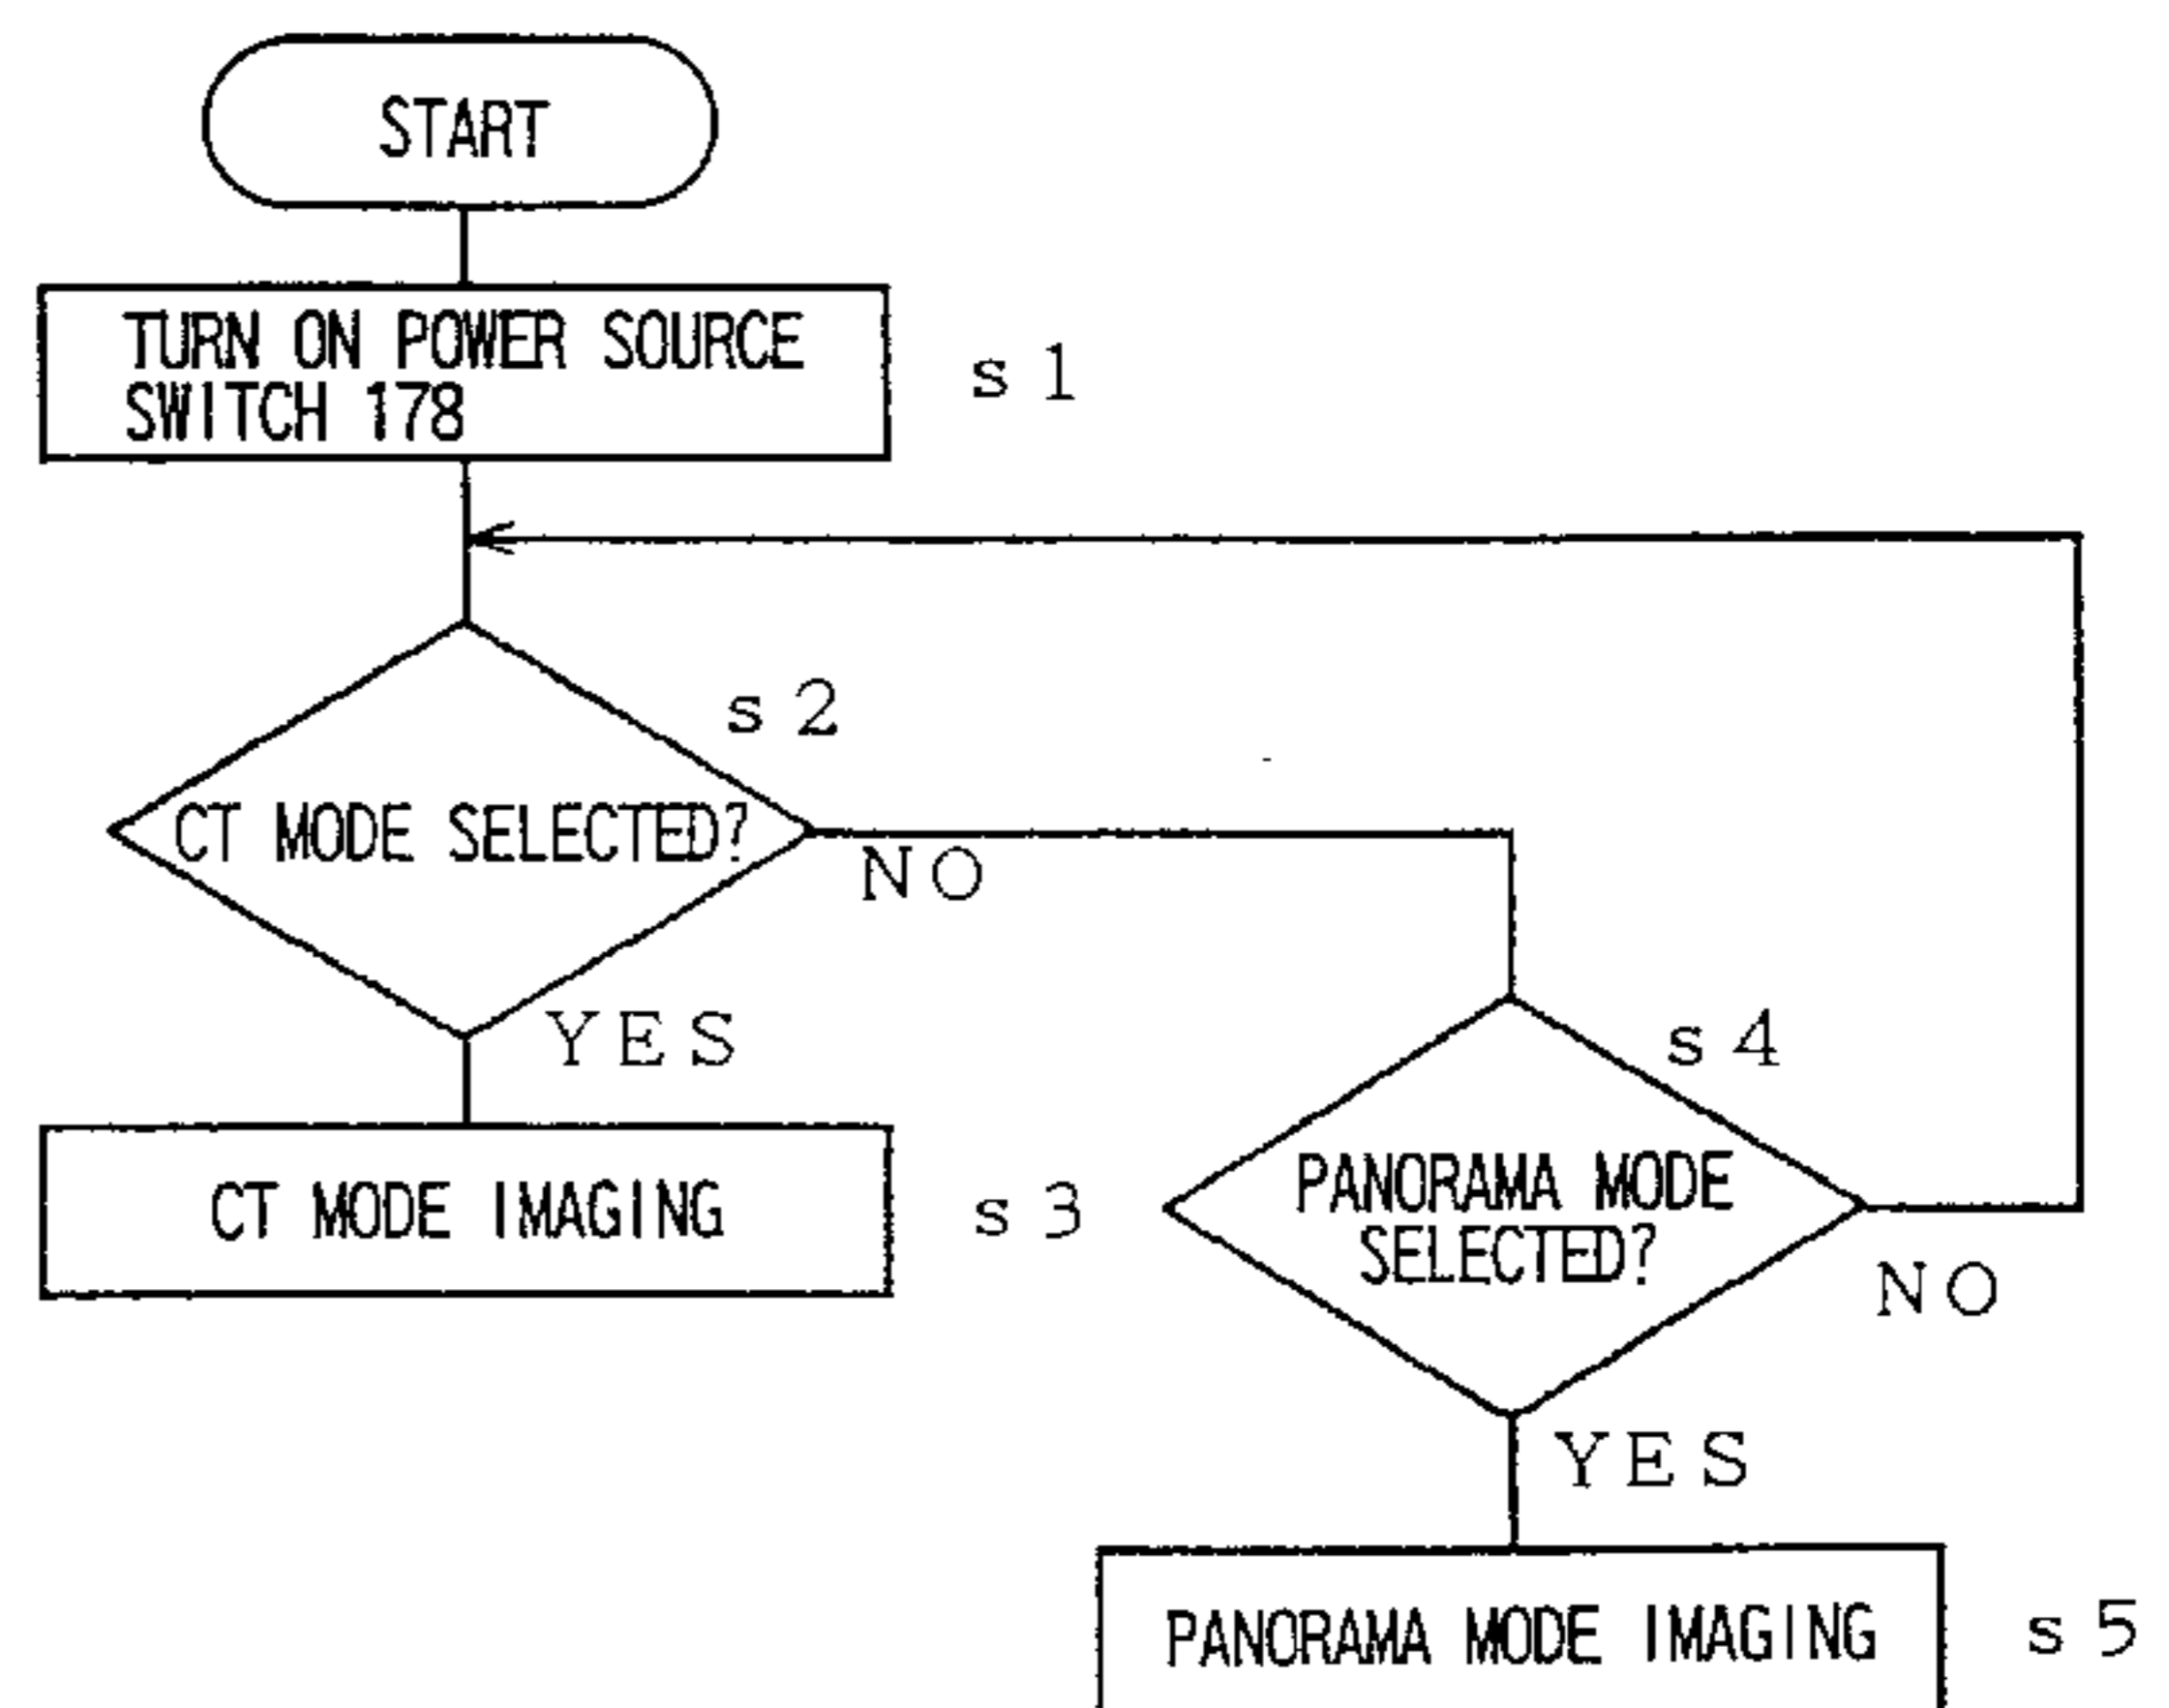 START
TURN ON POWER SOURCE
SWITCH 178
s 1
s 2
CT MODE SELECTED?
NO
YES
s 4
CT MODE IMAGING
s 3
PANORAMA MODE
SELECTED?
NO
YES
PANORAMA MODE IMAGING
s 5